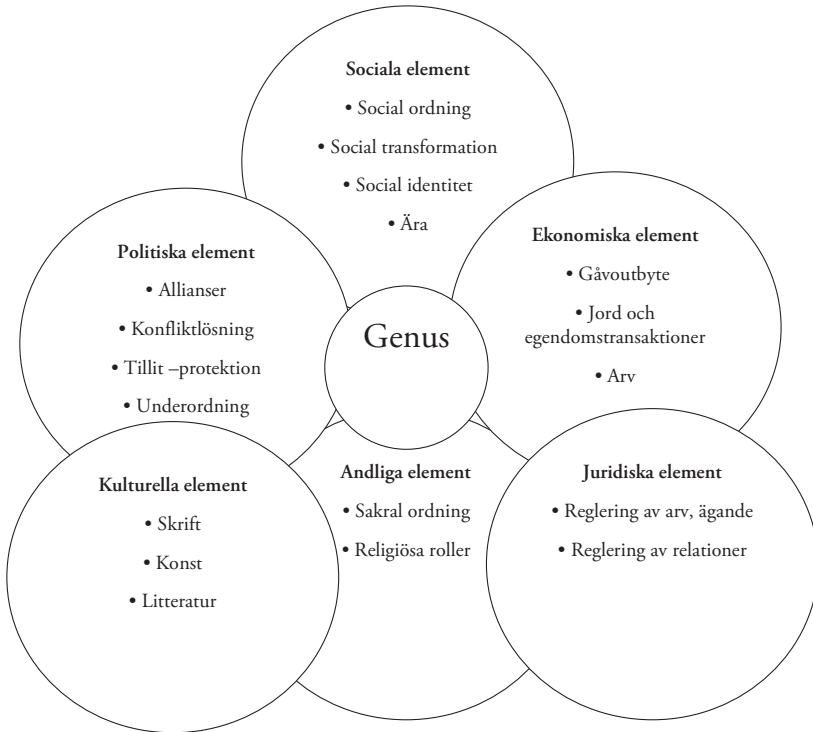 Sociala element
• Social ordning
• Social transformation
• Social identitet
• Ära
Politiska element
• Allianser
• Konfliktlösning
• Tillit –protektion
• Underordning
Ekonomiska element
• Gåvoutbyte
• Jord och
egendomstransaktioner
• Arv
Genus
Kulturella element
• Skrift
• Konst
• Litteratur
Andliga element
• Sakral ordning
• Religiösa roller
Juridiska element
• Reglering av arv, ägande
• Reglering av relationer